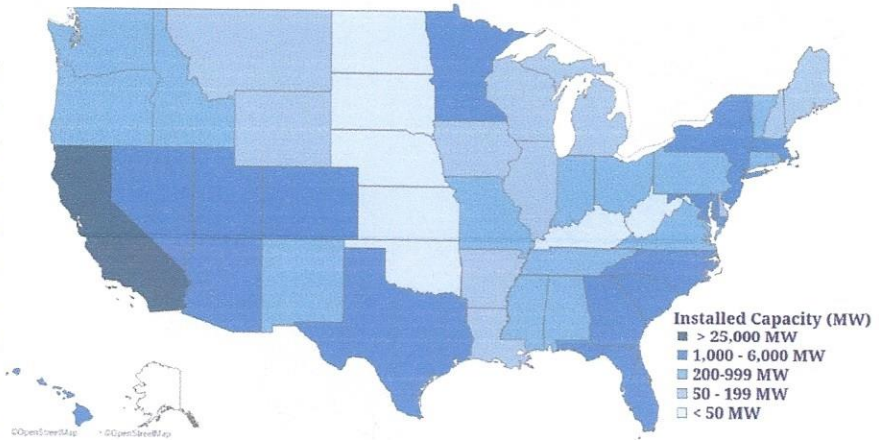 Installed Capacity (MW)
> 25,000 MW
1,000 - 6,000 MW
200-999 MW
50 - 199 MW
< 50 MW
©OpenStreetMap
©OpenStreetMap